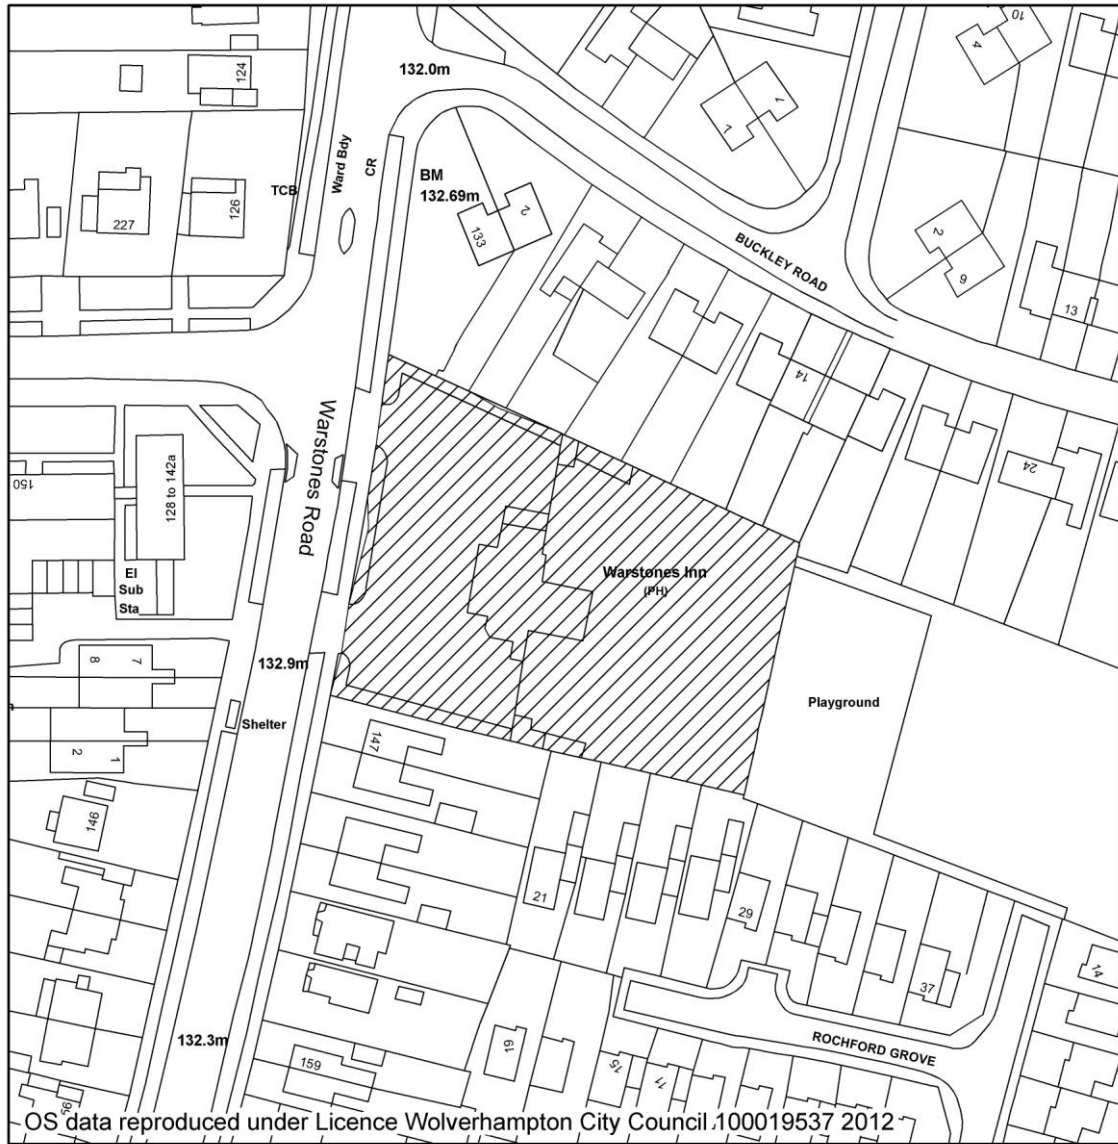 10
4
124
132.0m
7
1
Ward Bdy
CR
BM
132.69m
TCB
126
227
2
133
2
9
BUCKLEY ROAD
13
14
24
Warstones Road
150
128 to 142a
El
Sub
Sta
Warstones Inn
(PH)
132.9m
8
7
Playground
Shelter
2
1
147
146
21
29
37
14
132.3m
19
15
11
ROCHFORD GROVE
159
OS data reproduced under Licence Wolverhampton City Council.100019537 2012